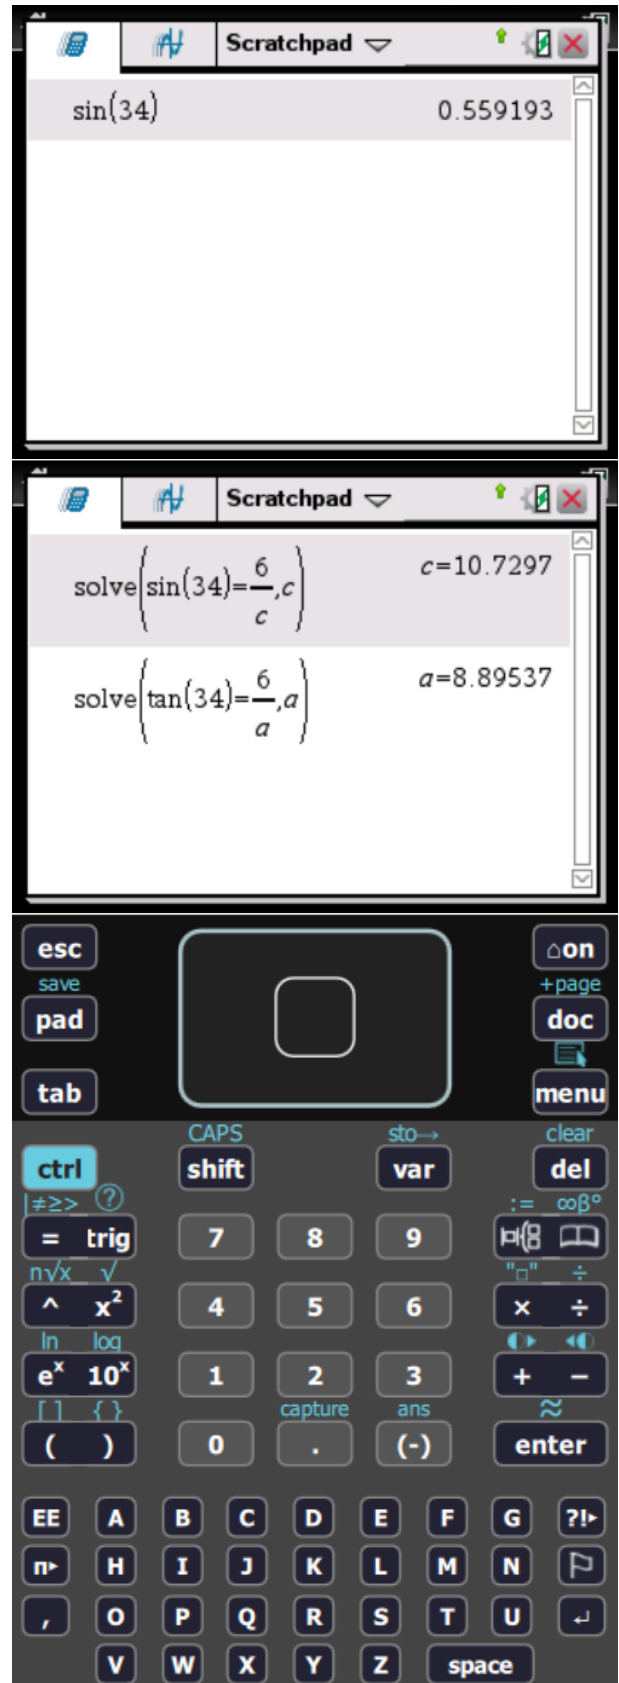 Scratchpad
sin(34) 0.559193
Scratchpad
solve(sin(34)=6/c,c) c=10.7297
solve(tan(34)=6/a,a) a=8.89537
esc ⌂on
save +page
pad doc
tab menu
CAPS sto→ clear
ctrl shift var del
|≠≥> ? := ∞β°
= trig 7 8 9
n√x √ "□" ÷
^ x² 4 5 6 × ÷
ln log
eˣ 10ˣ 1 2 3 + −
[ ] { } capture ans ≈
( ) 0 . (-) enter
EE A B C D E F G ?!▸
π▸ H I J K L M N
, O P Q R S T U ↵
V W X Y Z space